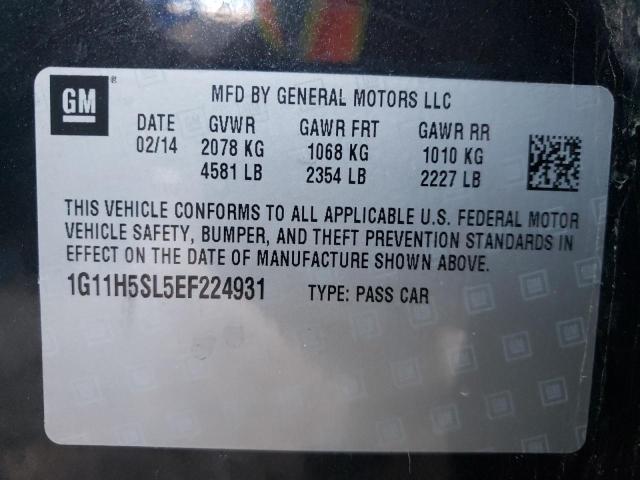 GM®
MFD BY GENERAL MOTORS LLC
DATE GVWR GAWR FRT GAWR RR
02/14 2078 KG 1068 KG 1010 KG
4581 LB 2354 LB 2227 LB
THIS VEHICLE CONFORMS TO ALL APPLICABLE U.S. FEDERAL MOTOR
VEHICLE SAFETY, BUMPER, AND THEFT PREVENTION STANDARDS IN
EFFECT ON THE DATE OF MANUFACTURE SHOWN ABOVE.
1G11H5SL5EF224931 TYPE: PASS CAR